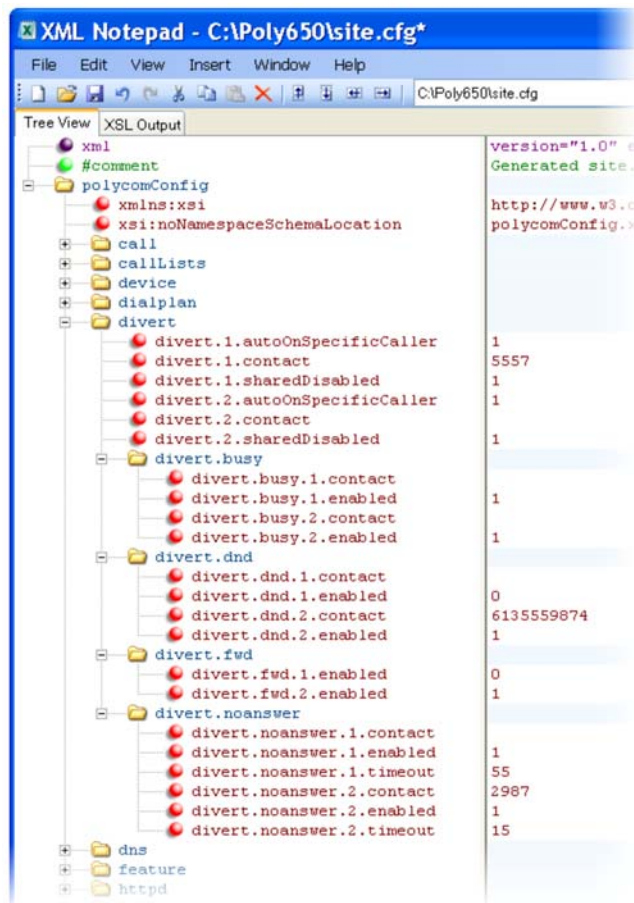 XML Notepad - C:\Poly650\site.cfg*
File Edit View Insert Window Help
C:\Poly650\site.cfg
Tree View XSL Output
xml version="1.0"
#comment Generated site.
polycomConfig
xmlns:xsi http://www.w3.
xsi:noNamespaceSchemaLocation polycomConfig.
call
callLists
device
dialplan
divert
divert.1.autoOnSpecificCaller 1
divert.1.contact 5557
divert.1.sharedDisabled 1
divert.2.autoOnSpecificCaller 1
divert.2.contact
divert.2.sharedDisabled 1
divert.busy
divert.busy.1.contact
divert.busy.1.enabled 1
divert.busy.2.contact
divert.busy.2.enabled 1
divert.dnd
divert.dnd.1.contact
divert.dnd.1.enabled 0
divert.dnd.2.contact 6135559874
divert.dnd.2.enabled 1
divert.fwd
divert.fwd.1.enabled 0
divert.fwd.2.enabled 1
divert.noanswer
divert.noanswer.1.contact
divert.noanswer.1.enabled 1
divert.noanswer.1.timeout 55
divert.noanswer.2.contact 2987
divert.noanswer.2.enabled 1
divert.noanswer.2.timeout 15
dns
feature
httpd